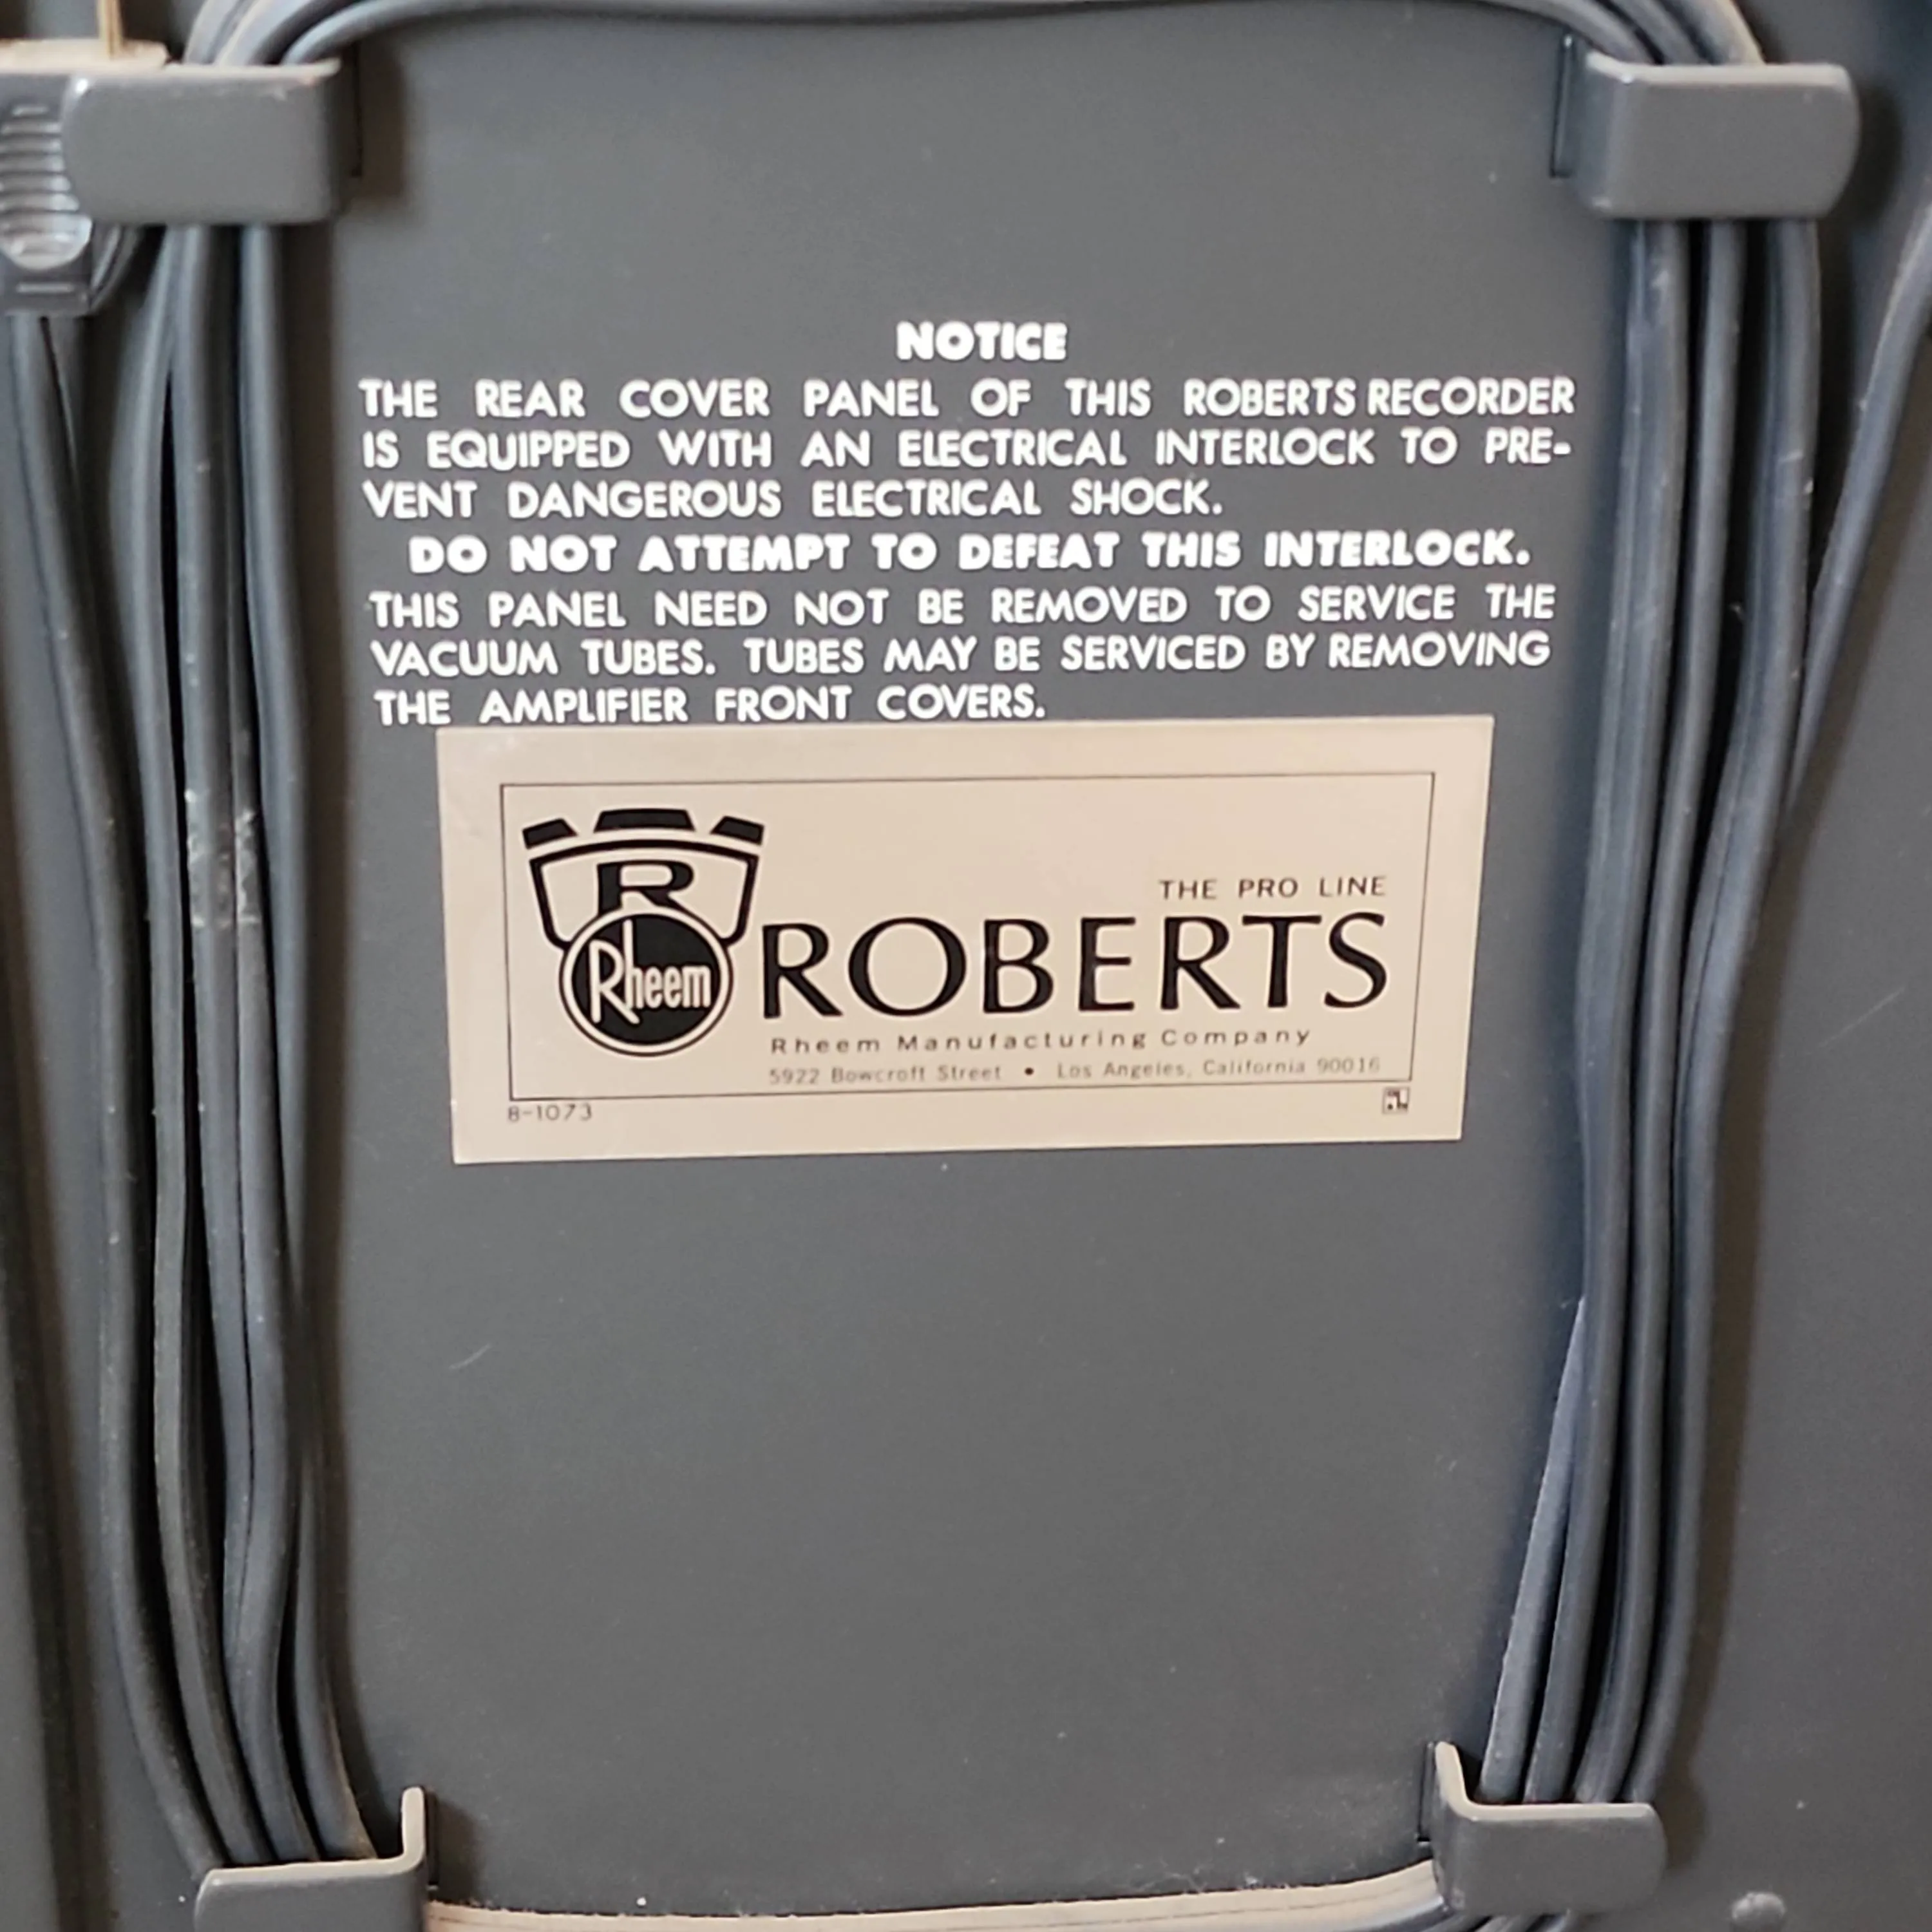 NOTICE
THE REAR COVER PANEL OF THIS ROBERTS RECORDER
IS EQUIPPED WITH AN ELECTRICAL INTERLOCK TO PRE-
VENT DANGEROUS ELECTRICAL SHOCK.
DO NOT ATTEMPT TO DEFEAT THIS INTERLOCK.
THIS PANEL NEED NOT BE REMOVED TO SERVICE THE
VACUUM TUBES. TUBES MAY BE SERVICED BY REMOVING
THE AMPLIFIER FRONT COVERS.
R
Rheem
THE PRO LINE
ROBERTS
Rheem Manufacturing Company
5922 Bowcroft Street • Los Angeles, California 90016
8-1073